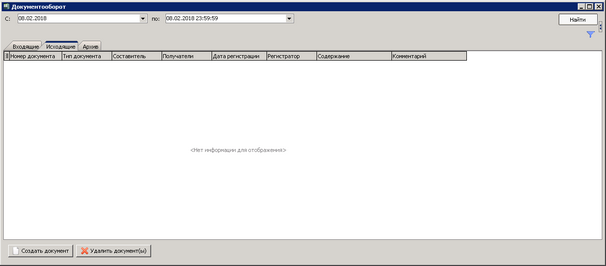 Документооборот
С: 08.02.2018 по: 08.02.2018 23:59:59 Найти
Входящие Исходящие Архив
Номер документа Тип документа Составитель Получатели Дата регистрации Регистратор Содержание Комментарий
<Нет информации для отображения>
Создать документ Удалить документ(ы)